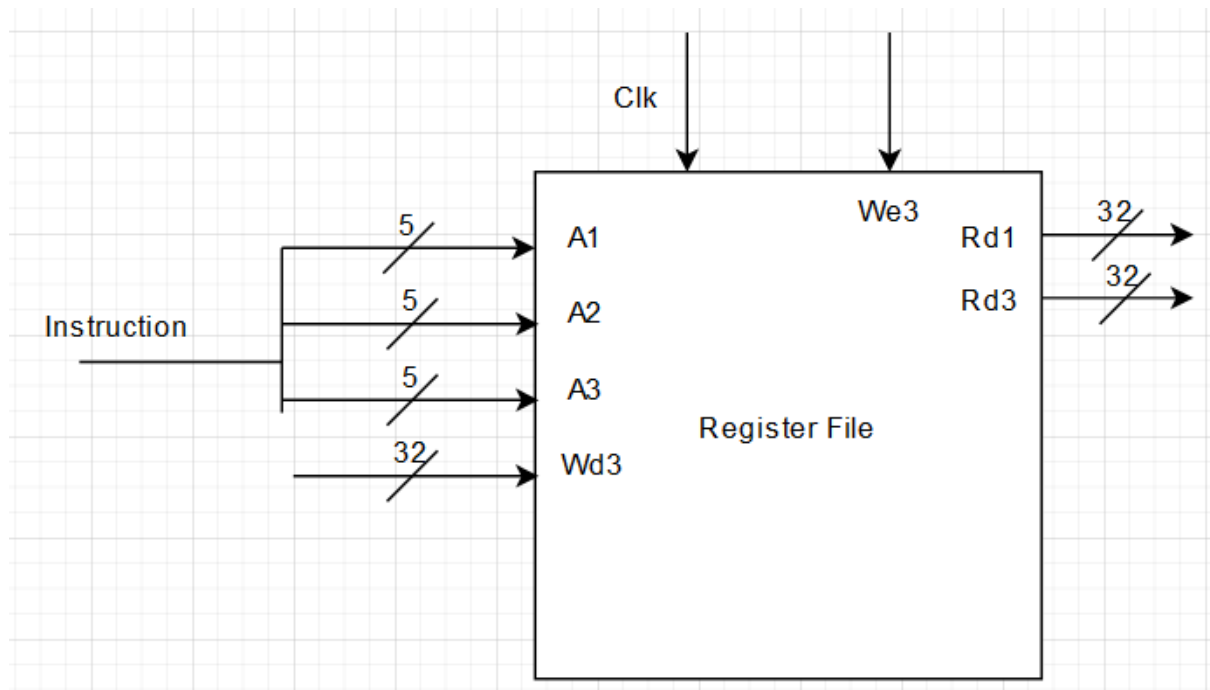 Clk
We3
5
A1
32
Rd1
5
A2
32
Rd3
Instruction
5
A3
Register File
32
Wd3